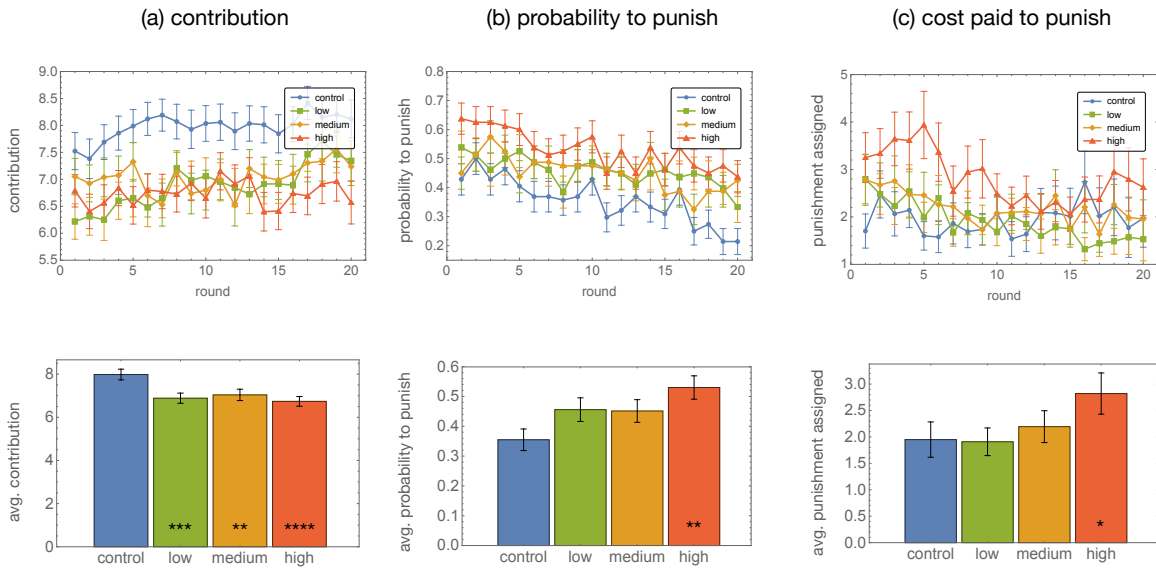 (a) contribution
(b) probability to punish
(c) cost paid to punish
contribution
9.0
8.5
8.0
7.5
7.0
6.5
6.0
5.5
0
5
10
15
20
round
control
low
medium
high
probability to punish
0.8
0.7
0.6
0.5
0.4
0.3
0.2
0
5
10
15
20
round
control
low
medium
high
punishment assigned
5
4
3
2
1
0
5
10
15
20
round
control
low
medium
high
avg. contribution
8
6
4
2
0
***
**
****
control
low
medium
high
avg. probability to punish
0.6
0.5
0.4
0.3
0.2
0.1
0.0
**
control
low
medium
high
avg. punishment assigned
3.0
2.5
2.0
1.5
1.0
0.5
0.0
*
control
low
medium
high